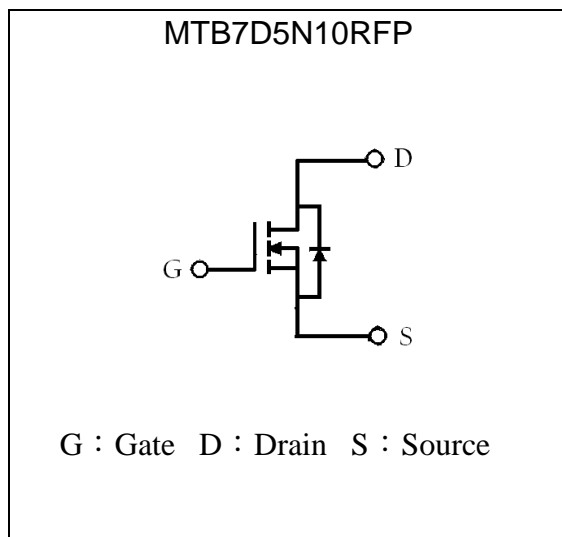 MTB7D5N10RFP
D
G
S
G：Gate D：Drain S：Source